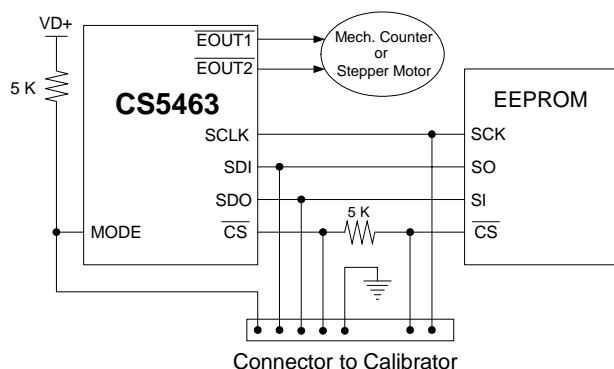 VD+
5 K
CS5463
MODE
EOUT1
EOUT2
SCLK
SDI
SDO
CS
Mech. Counter
or
Stepper Motor
5 K
EEPROM
SCK
SO
SI
CS
Connector to Calibrator